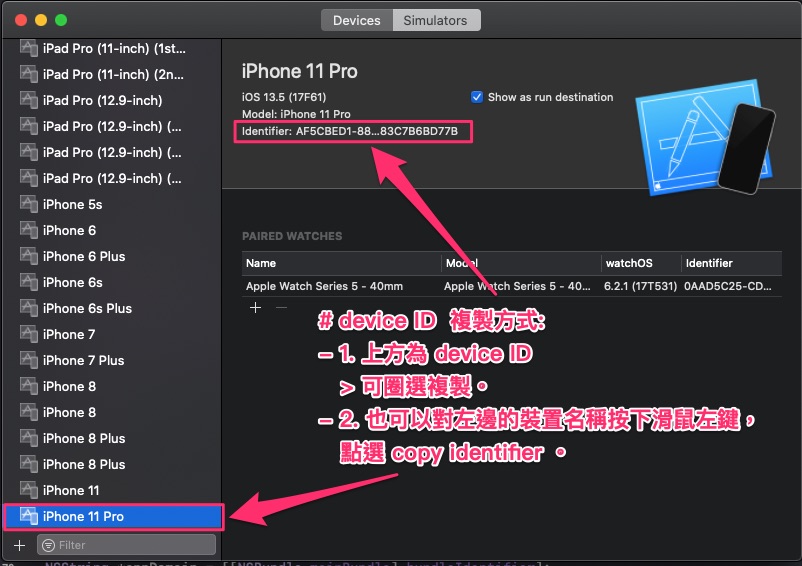 Devices Simulators
iPad Pro (11-inch) (1st...
iPad Pro (11-inch) (2n...
iPad Pro (12.9-inch)
iPad Pro (12.9-inch) (...
iPad Pro (12.9-inch) (...
iPad Pro (12.9-inch) (...
iPhone 5s
iPhone 6
iPhone 6 Plus
iPhone 6s
iPhone 6s Plus
iPhone 7
iPhone 7 Plus
iPhone 8
iPhone 8
iPhone 8 Plus
iPhone 8 Plus
iPhone 11
iPhone 11 Pro
Filter
iPhone 11 Pro
iOS 13.5 (17F61)
Model: iPhone 11 Pro
Identifier: AF5CBED1-88...83C7B6BD77B
Show as run destination
PAIRED WATCHES
Name Model watchOS Identifier
Apple Watch Series 5 - 40mm Apple Watch Series 5 - 40... 6.2.1 (17T531) 0AAD5C25-CD...
# device ID 複製方式:
- 1. 上方為 device ID
> 可圈選複製。
- 2. 也可以對左邊的裝置名稱按下滑鼠左鍵，
點選 copy identifier 。